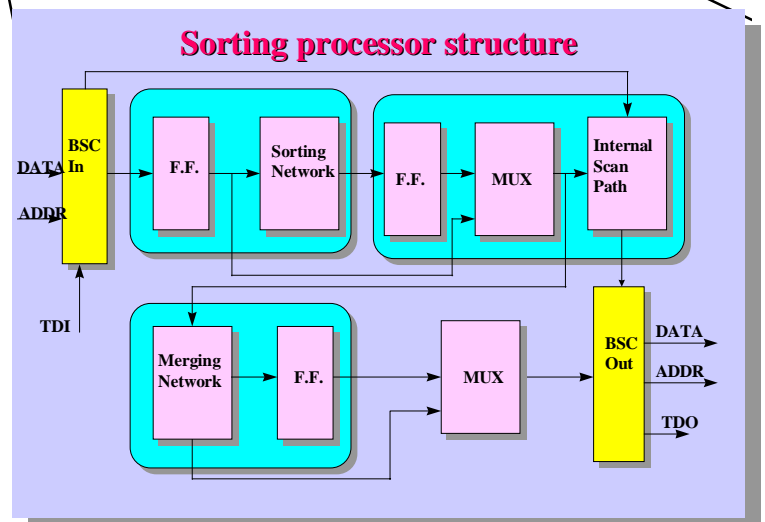 Sorting processor structure
BSC
In
DATA
ADDR
TDI
F.F.
Sorting
Network
F.F.
MUX
Internal
Scan
Path
Merging
Network
F.F.
MUX
BSC
Out
DATA
ADDR
TDO